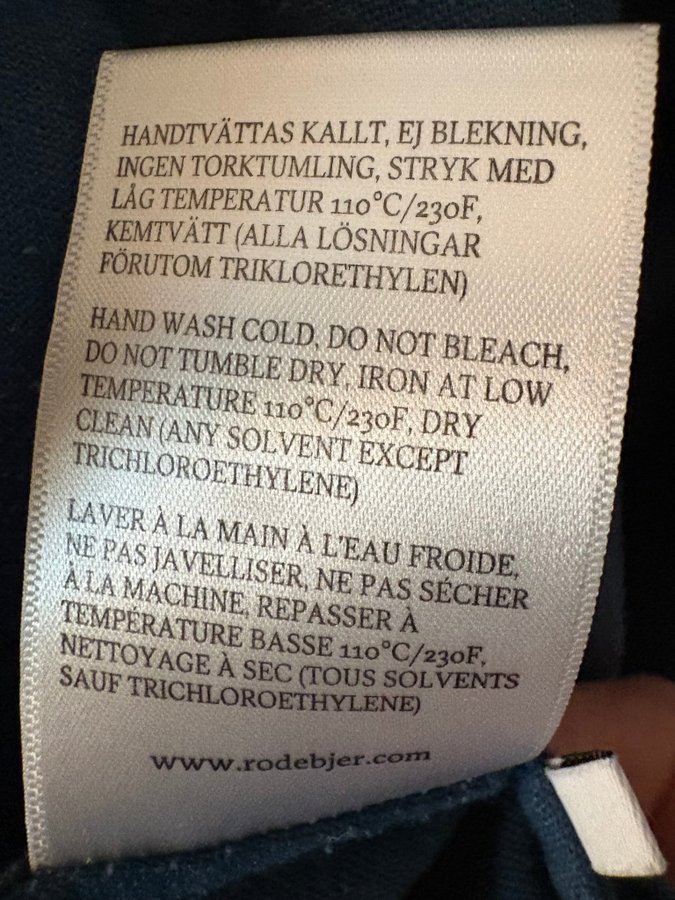 HANDTVÄTTAS KALLT, EJ BLEKNING,
INGEN TORKTUMLING, STRYK MED
LÅG TEMPERATUR 110°C/230F,
KEMTVÄTT (ALLA LÖSNINGAR
FÖRUTOM TRIKLORETHYLEN)
HAND WASH COLD, DO NOT BLEACH,
DO NOT TUMBLE DRY, IRON AT LOW
TEMPERATURE 110°C/230F, DRY
CLEAN (ANY SOLVENT EXCEPT
TRICHLOROETHYLENE)
LAVER À LA MAIN À L'EAU FROIDE,
NE PAS JAVELLISER, NE PAS SÉCHER
À LA MACHINE, REPASSER À
TEMPÉRATURE BASSE 110°C/230F,
NETTOYAGE À SEC (TOUS SOLVENTS
SAUF TRICHLOROETHYLENE)
www.rodebjer.com